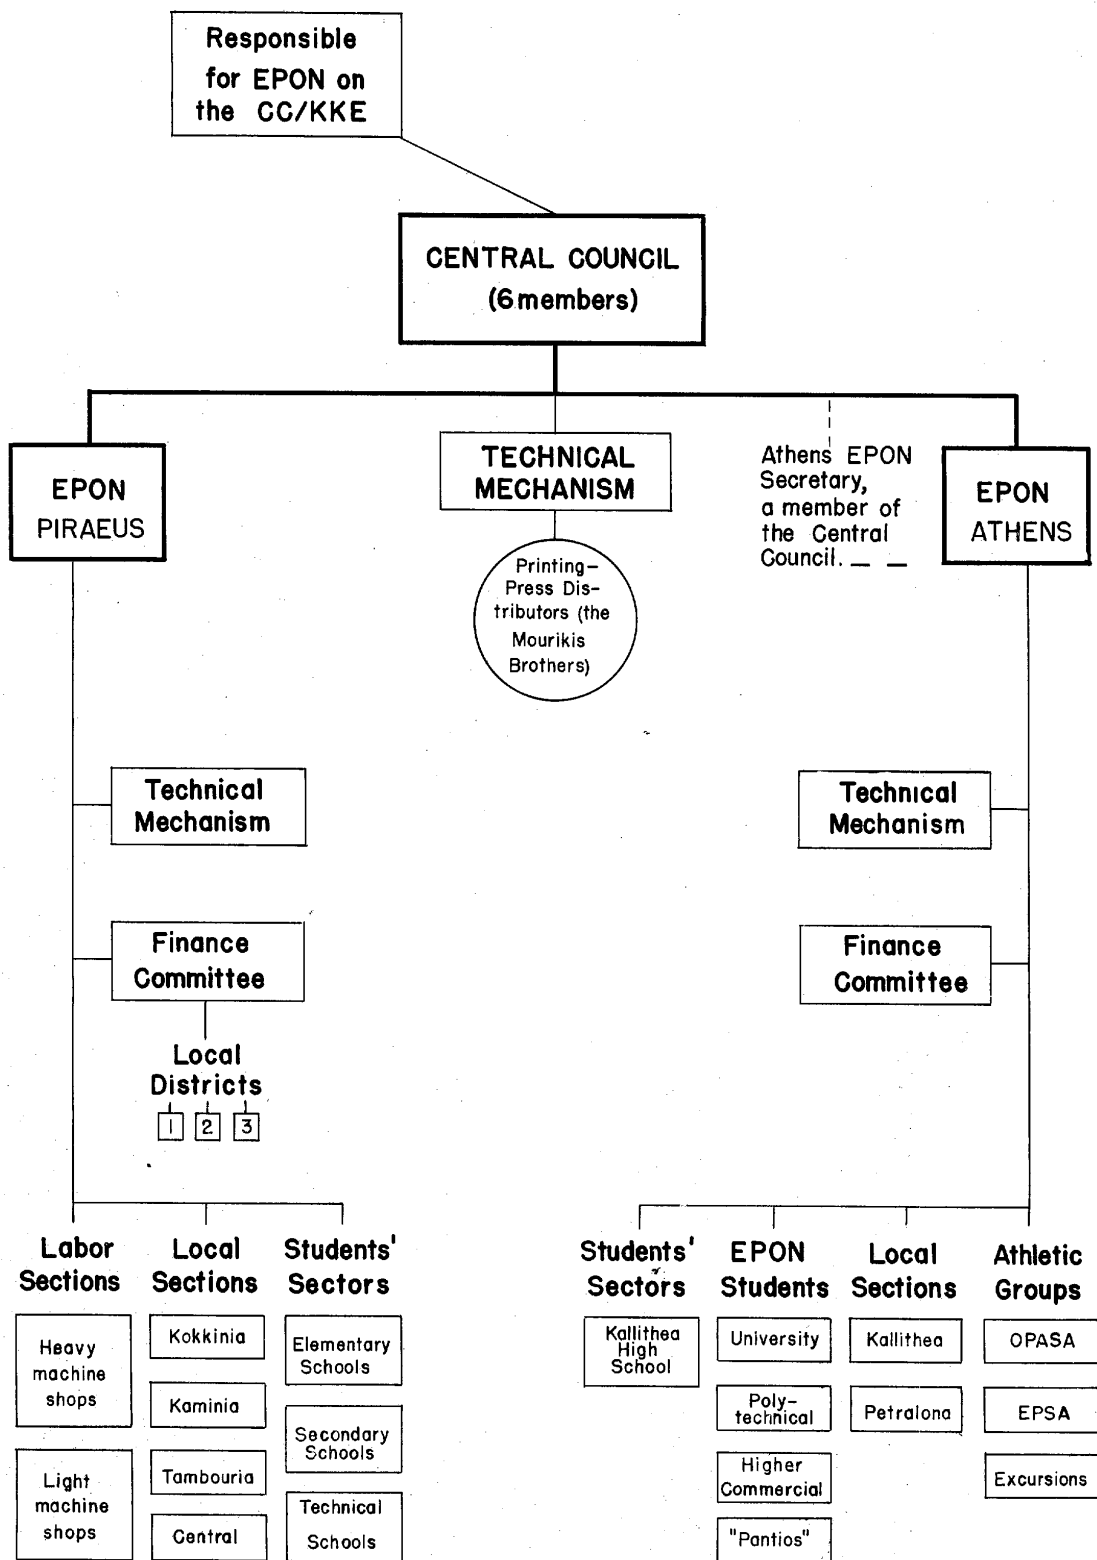 Responsible
for EPON on
the CC/KKE
CENTRAL COUNCIL
(6 members)
EPON
PIRAEUS
TECHNICAL
MECHANISM
Printing-
Press Dis-
tributors (the
Mourikis
Brothers)
Athens EPON
Secretary,
a member of
the Central
Council.
EPON
ATHENS
Technical
Mechanism
Technical
Mechanism
Finance
Committee
Finance
Committee
Local
Districts
1 2 3
Labor
Sections
Heavy
machine
shops
Light
machine
shops
Local
Sections
Kokkinia
Kaminia
Tambouria
Central
Students'
Sectors
Elementary
Schools
Secondary
Schools
Technical
Schools
Students'
Sectors
Kallithea
High
School
EPON
Students
University
Poly-
technical
Higher
Commercial
"Pantios"
Local
Sections
Kallithea
Petralona
Athletic
Groups
OPASA
EPSA
Excursions